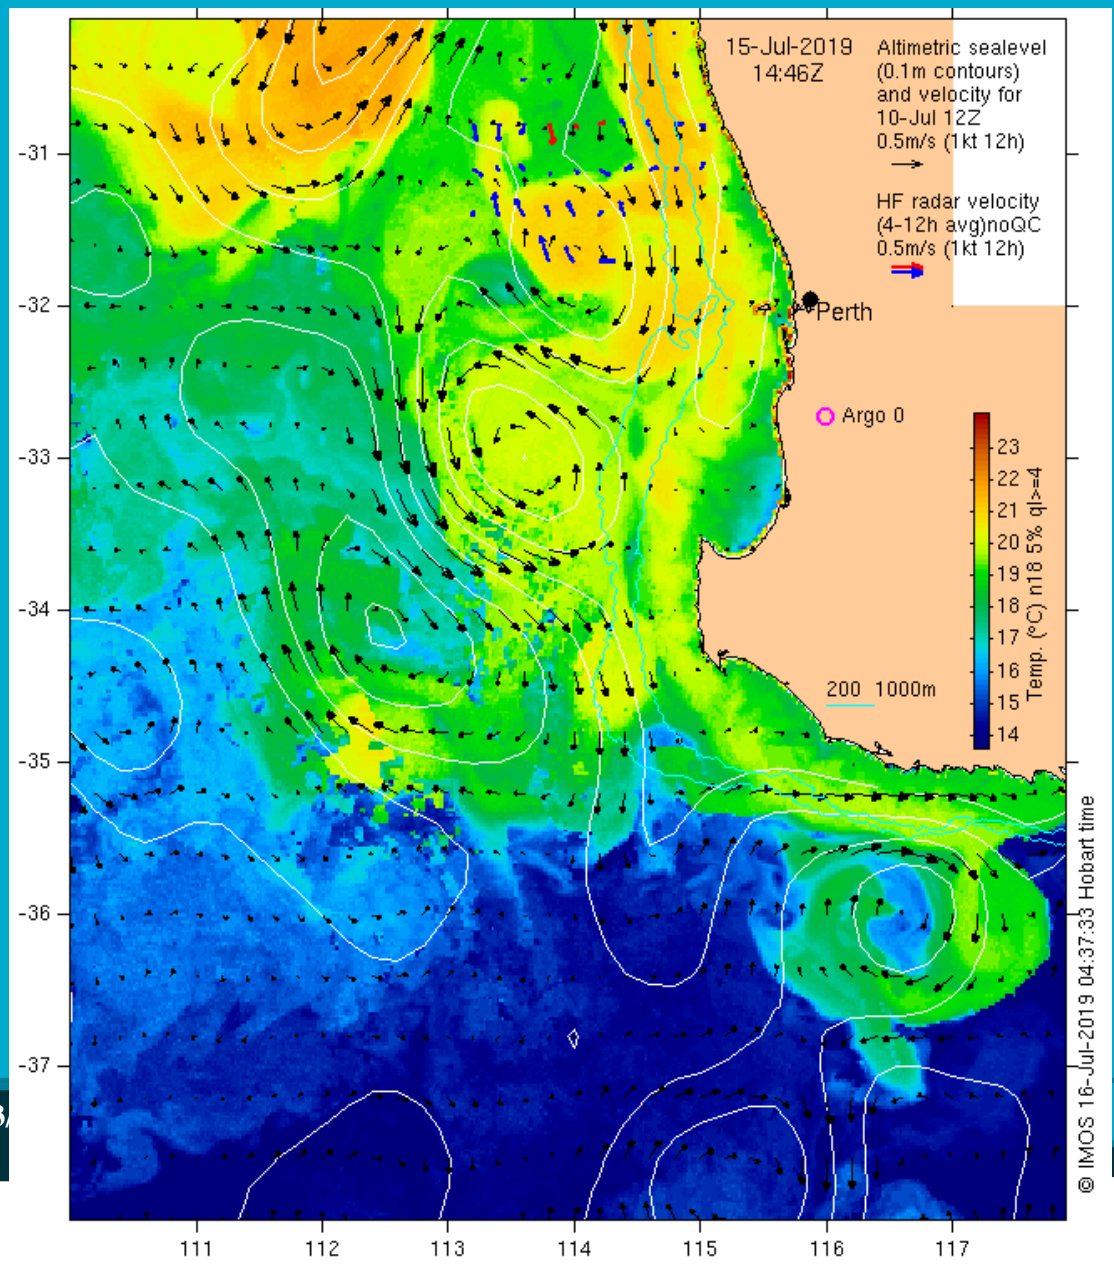 15-Jul-2019
14:46Z
Altimetric sealevel
(0.1m contours)
and velocity for
10-Jul 12Z
0.5m/s (1kt 12h)
HF radar velocity
(4-12h avg)noQC
0.5m/s (1kt 12h)
Perth
Argo 0
23
22
21
20
19
18
17
16
15
14
Temp. (°C) n18 5% ql>=4
200 1000m
-31
-32
-33
-34
-35
-36
-37
111
112
113
114
115
116
117
© IMOS 16-Jul-2019 04:37:33 Hobart time